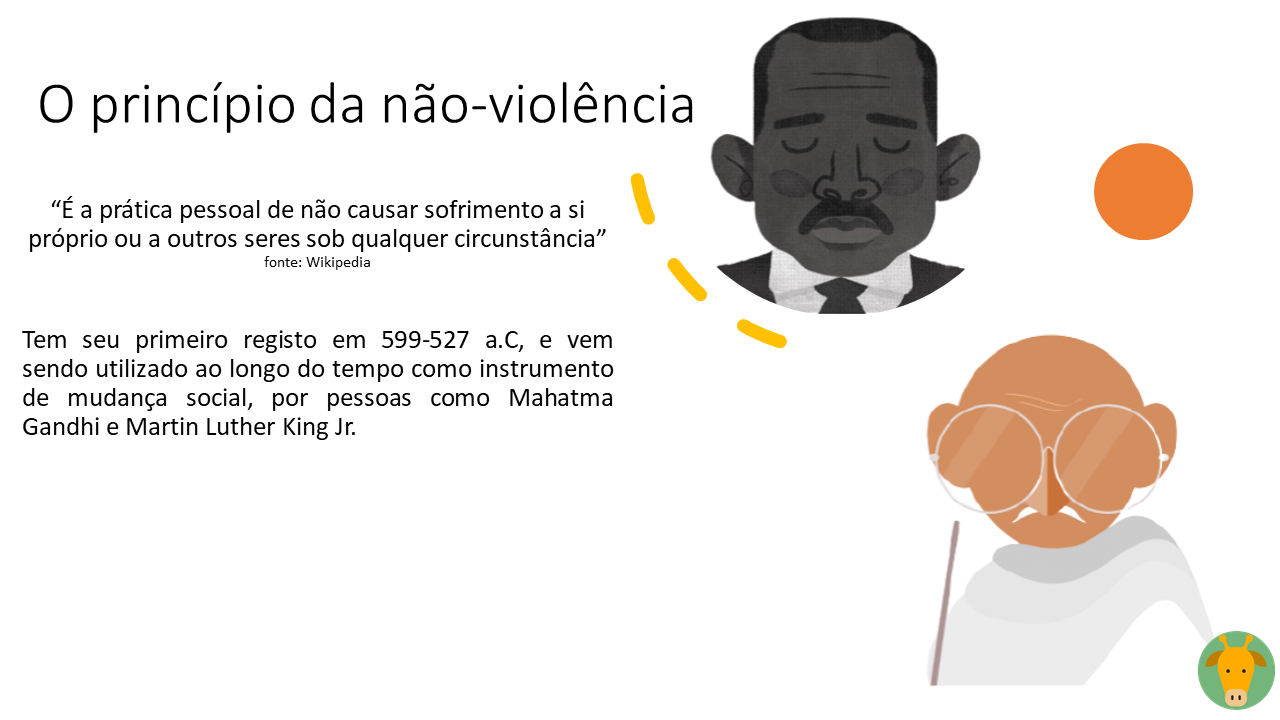 O princípio da não-violência
“É a prática pessoal de não causar sofrimento a si
próprio ou a outros seres sob qualquer circunstância”
fonte: Wikipedia
Tem seu primeiro registo em 599-527 a.C, e vem
sendo utilizado ao longo do tempo como instrumento
de mudança social, por pessoas como Mahatma
Gandhi e Martin Luther King Jr.